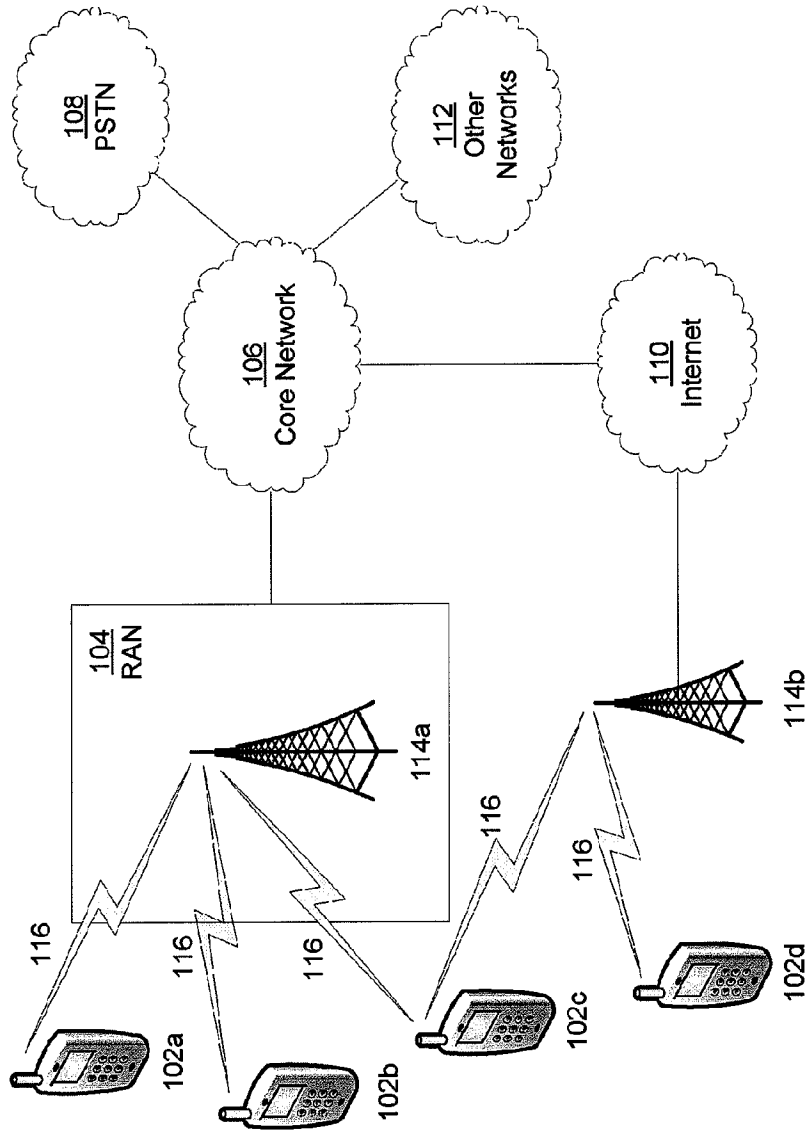 102a
116
102b
116
102c
116
116
102d
116
104
RAN
114a
114b
106
Core Network
110
Internet
108
PSTN
112
Other
Networks